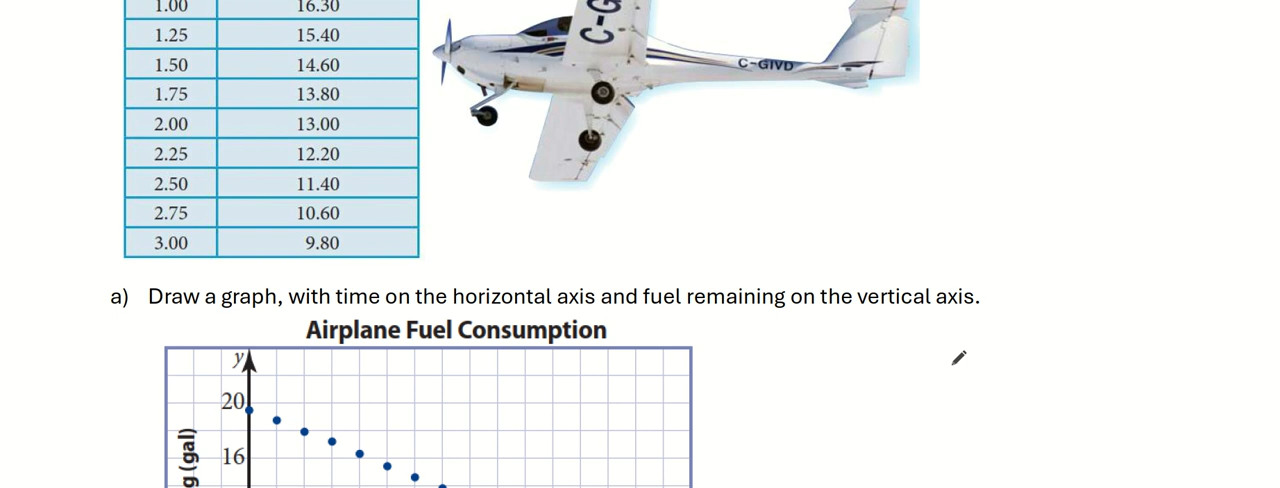 1.00 16.30
1.25 15.40
1.50 14.60
1.75 13.80
2.00 13.00
2.25 12.20
2.50 11.40
2.75 10.60
3.00 9.80
C-G
C-GIVD
a) Draw a graph, with time on the horizontal axis and fuel remaining on the vertical axis.
Airplane Fuel Consumption
y
20
16
g (gal)